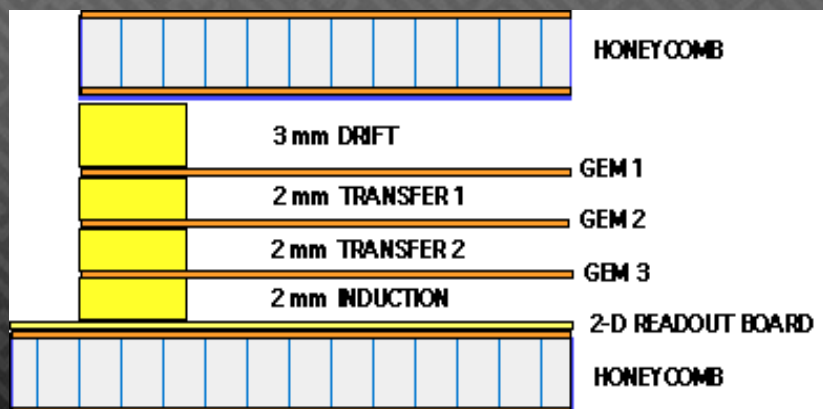 HONEYCOMB
3 mm DRIFT
GEM 1
2 mm TRANSFER 1
GEM 2
2 mm TRANSFER 2
GEM 3
2 mm INDUCTION
2-D READOUT BOARD
HONEYCOMB